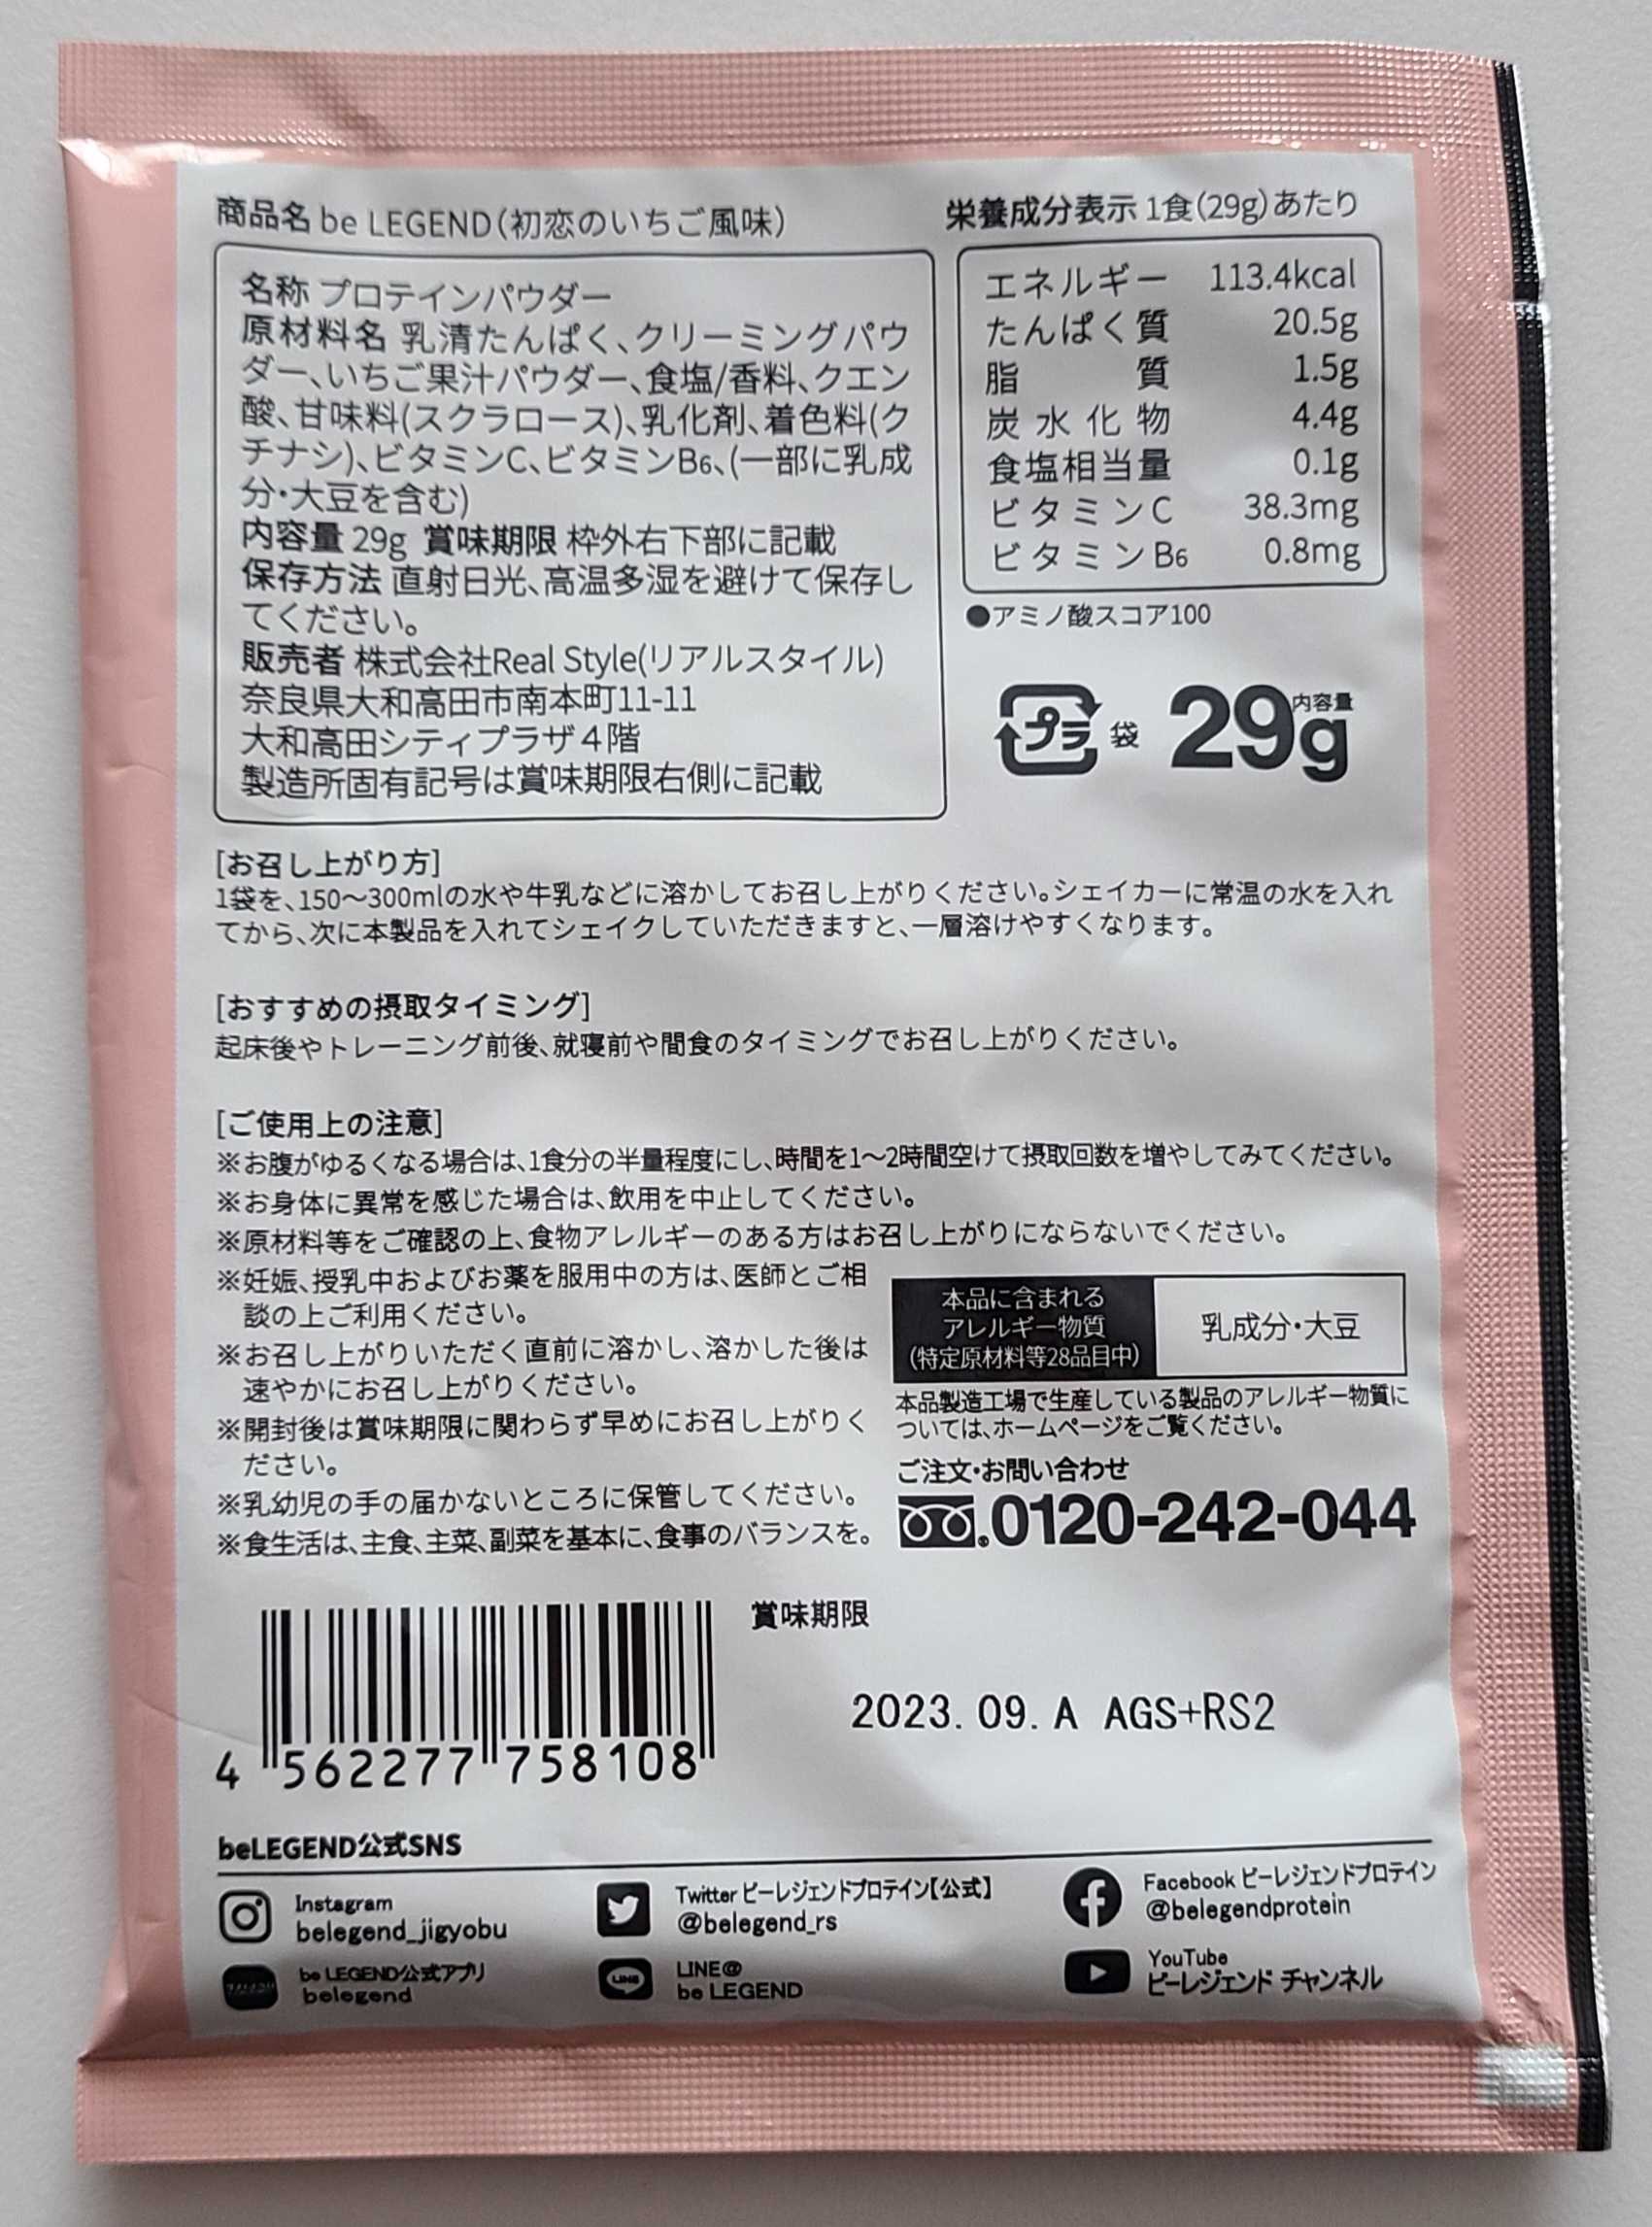 商品名 be LEGEND(初恋のいちご風味)
名称 プロテインパウダー
原材料名 乳清たんぱく、クリーミングパウ
ダー、いちご果汁パウダー、食塩/香料、クエン
酸、甘味料(スクラロース)、乳化剤、着色料(ク
チナシ)、ビタミンC、ビタミンB6、(一部に乳成
分・大豆を含む)
内容量 29g 賞味期限 枠外右下部に記載
保存方法 直射日光、高温多湿を避けて保存し
てください。
販売者 株式会社Real Style(リアルスタイル)
奈良県大和高田市南本町11-11
大和高田シティプラザ4階
製造所固有記号は賞味期限右側に記載
栄養成分表示 1食(29g)あたり
エネルギー 113.4kcal
たんぱく質 20.5g
脂質 1.5g
炭水化物 4.4g
食塩相当量 0.1g
ビタミンC 38.3mg
ビタミンB6 0.8mg
●アミノ酸スコア100
プラ 袋 内容量 29g
[お召し上がり方]
1袋を、150〜300mlの水や牛乳などに溶かしてお召し上がりください。シェイカーに常温の水を入れ
てから、次に本製品を入れてシェイクしていただきますと、一層溶けやすくなります。
[おすすめの摂取タイミング]
起床後やトレーニング前後、就寝前や間食のタイミングでお召し上がりください。
[ご使用上の注意]
※お腹がゆるくなる場合は、1食分の半量程度にし、時間を1〜2時間空けて摂取回数を増やしてみてください。
※お身体に異常を感じた場合は、飲用を中止してください。
※原材料等をご確認の上、食物アレルギーのある方はお召し上がりにならないでください。
※妊娠、授乳中およびお薬を服用中の方は、医師とご相
談の上ご利用ください。
※お召し上がりいただく直前に溶かし、溶かした後は
速やかにお召し上がりください。
※開封後は賞味期限に関わらず早めにお召し上がりく
ださい。
※乳幼児の手の届かないところに保管してください。
※食生活は、主食、主菜、副菜を基本に、食事のバランスを。
本品に含まれる
アレルギー物質
(特定原材料等28品目中)
乳成分・大豆
本品製造工場で生産している製品のアレルギー物質に
ついては、ホームページをご覧ください。
ご注文・お問い合わせ
0120-242-044
賞味期限
2023.09.A AGS+RS2
4 562277 758108
beLEGEND公式SNS
Instagram
belegend_jigyobu
Twitter ビーレジェンドプロテイン【公式】
@belegend_rs
Facebook ビーレジェンドプロテイン
@belegendprotein
be LEGEND公式アプリ
belegend
LINE
LINE@
be LEGEND
YouTube
ビーレジェンド チャンネル